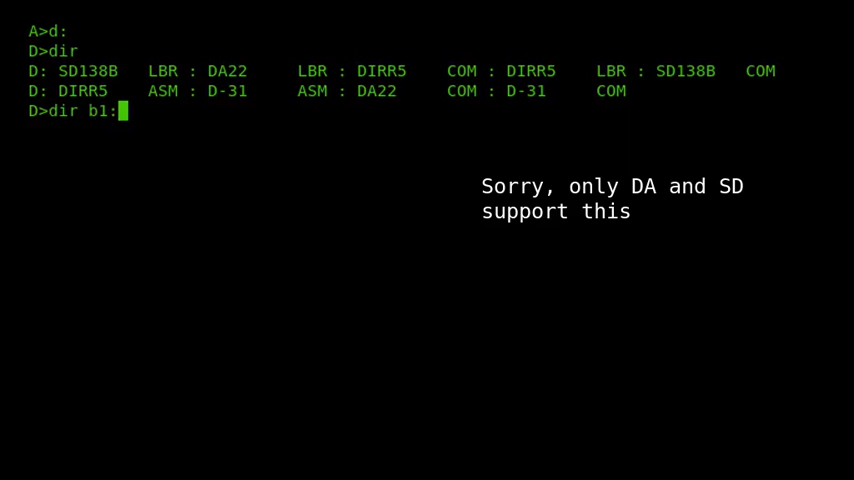 A>d:
D>dir
D: SD138B   LBR : DA22     LBR : DIRR5    COM : DIRR5    LBR : SD138B   COM
D: DIRR5    ASM : D-31     ASM : DA22     COM : D-31     COM
D>dir b1:
Sorry, only DA and SD
support this